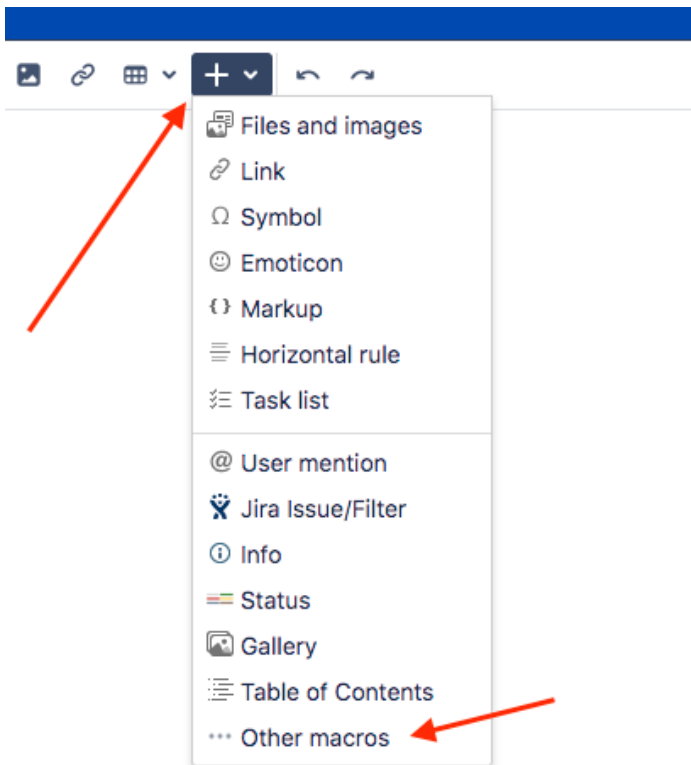 Files and images
Link
Ω Symbol
Emoticon
{} Markup
Horizontal rule
Task list
@ User mention
Jira Issue/Filter
Info
Status
Gallery
Table of Contents
••• Other macros